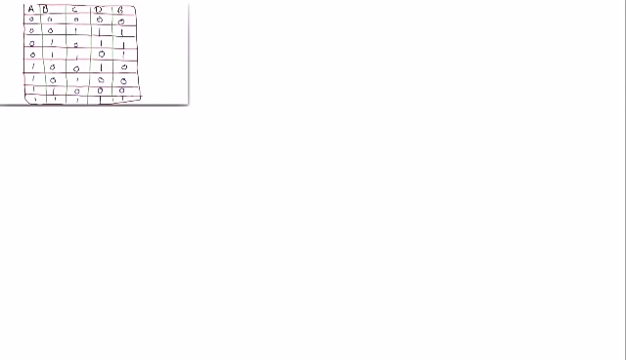 A B C D B
0 0 0 0 0
0 0 1 1 1
0 1 0 1 1
0 1 1 0 1
1 0 0 1 0
1 0 1 0 0
1 1 0 0 0
1 1 1 1 1